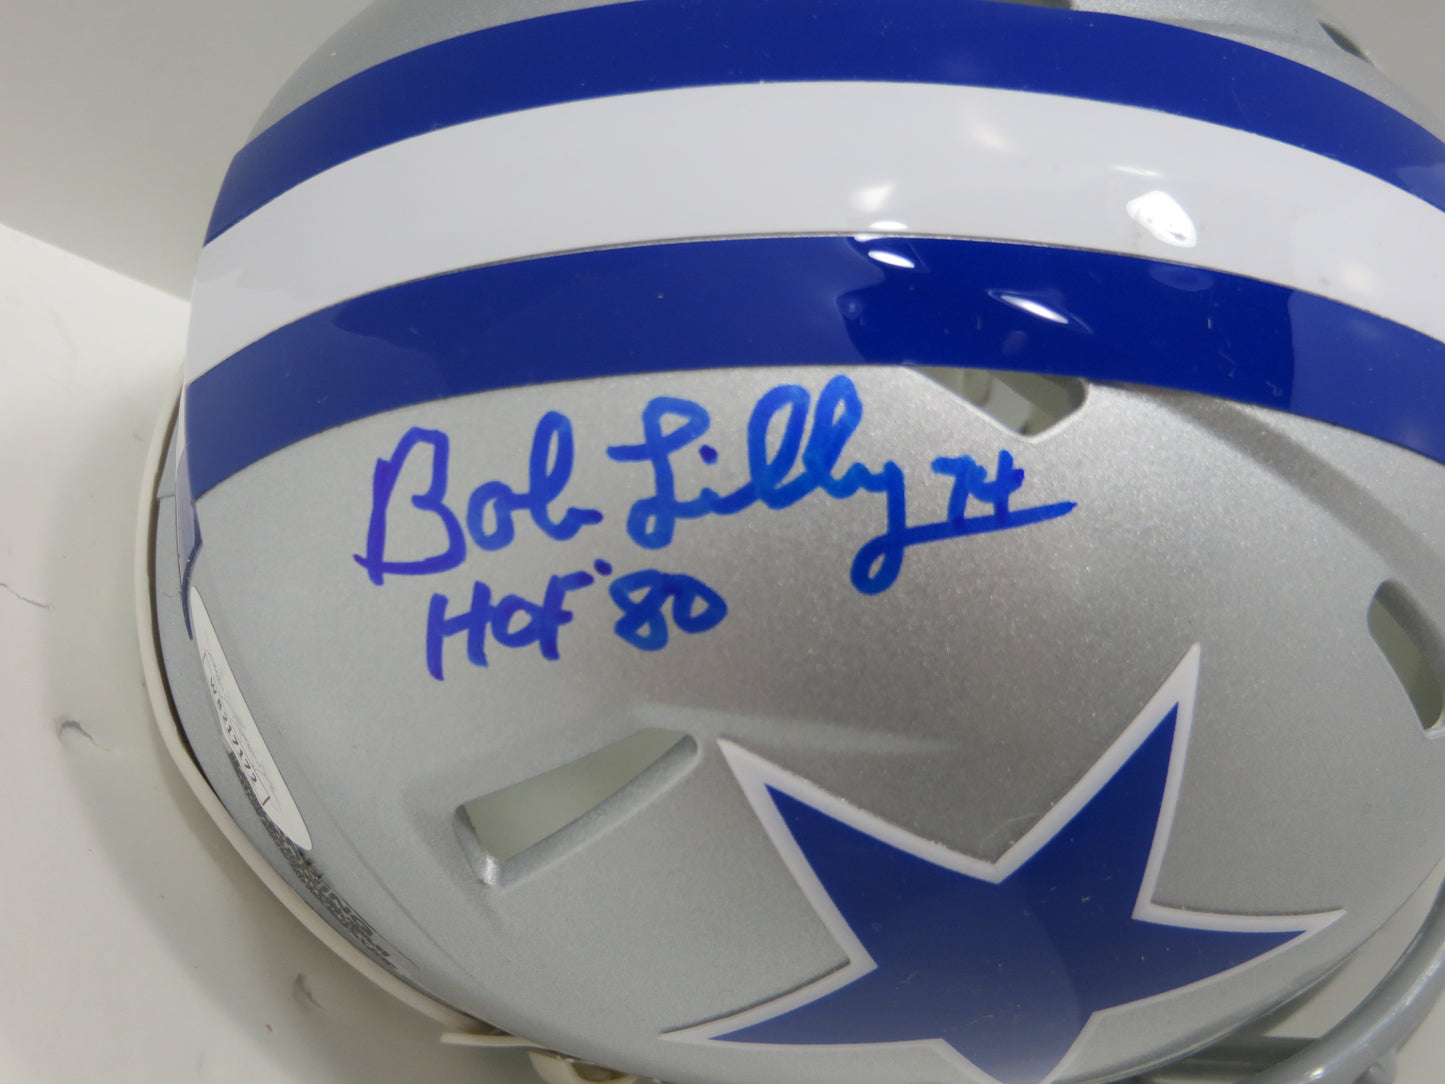 Bob Lilly 74
HOF '80